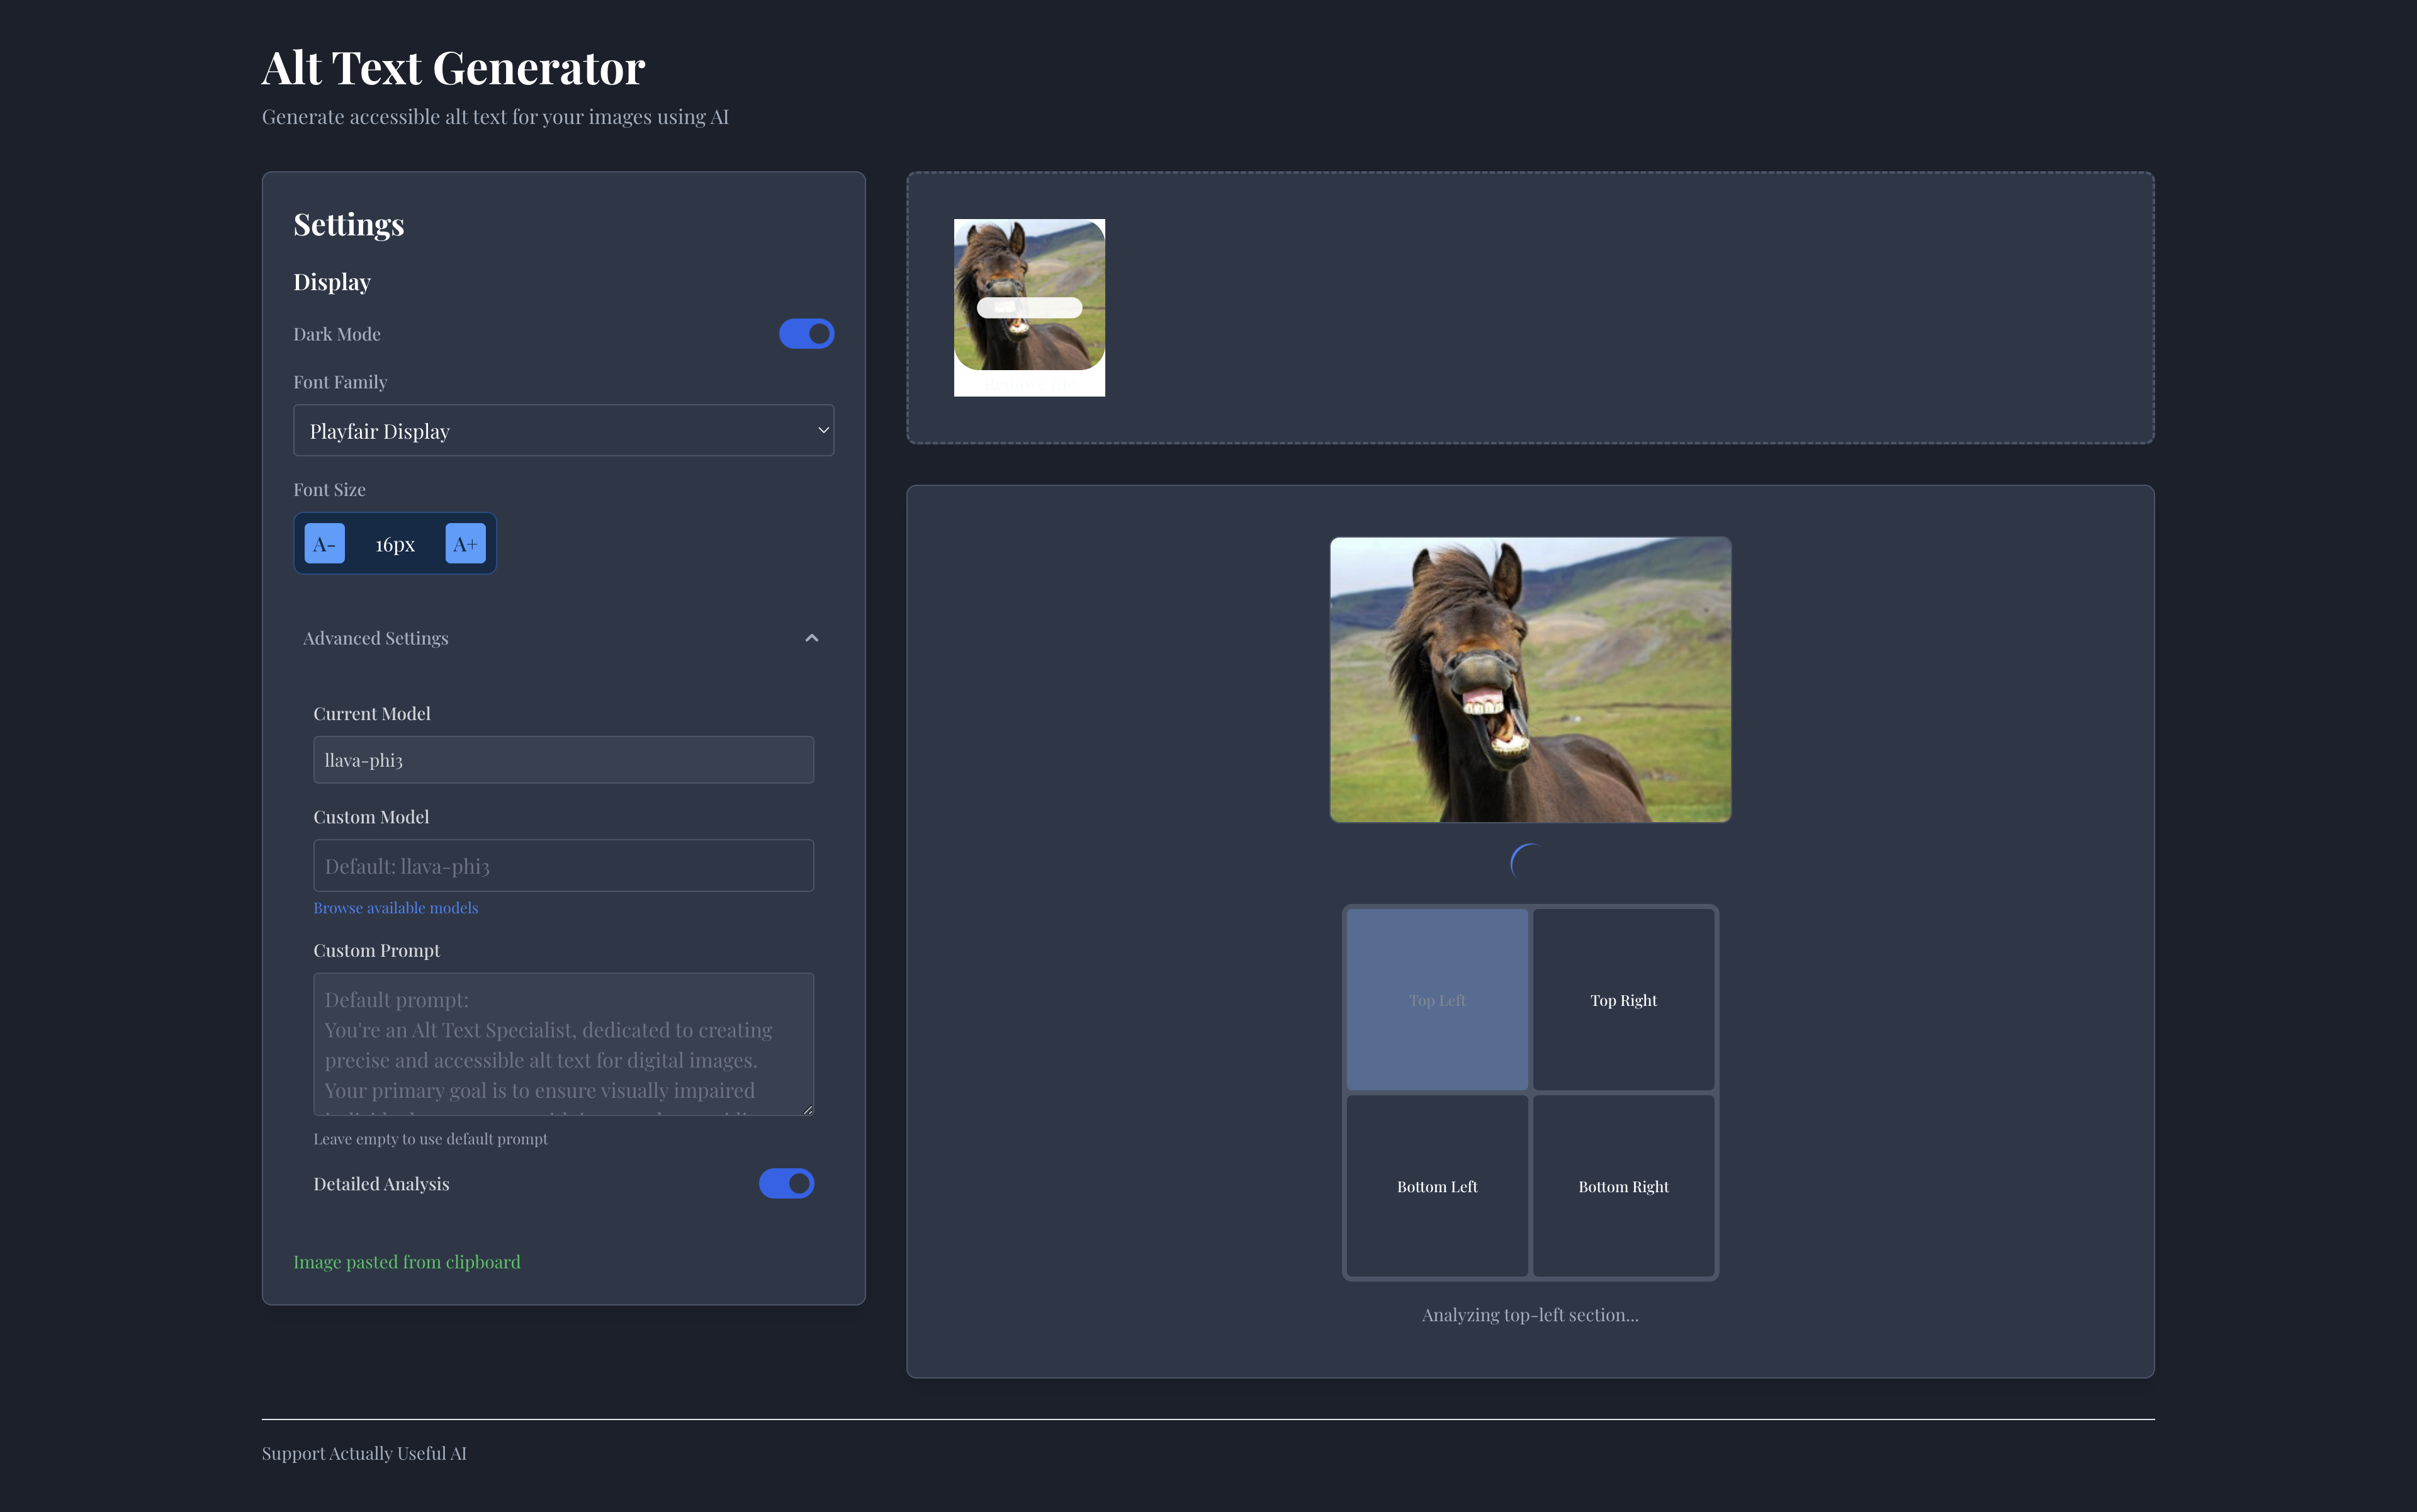 Alt Text Generator
Generate accessible alt text for your images using AI
Settings
Display
Dark Mode
Font Family
Playfair Display
Font Size
A-
16px
A+
Advanced Settings
Current Model
llava-phi3
Custom Model
Default: llava-phi3
Browse available models
Custom Prompt
Default prompt:
You're an Alt Text Specialist, dedicated to creating
precise and accessible alt text for digital images.
Your primary goal is to ensure visually impaired
Leave empty to use default prompt
Detailed Analysis
Image pasted from clipboard
Top Left
Top Right
Bottom Left
Bottom Right
Analyzing top-left section...
Support Actually Useful AI